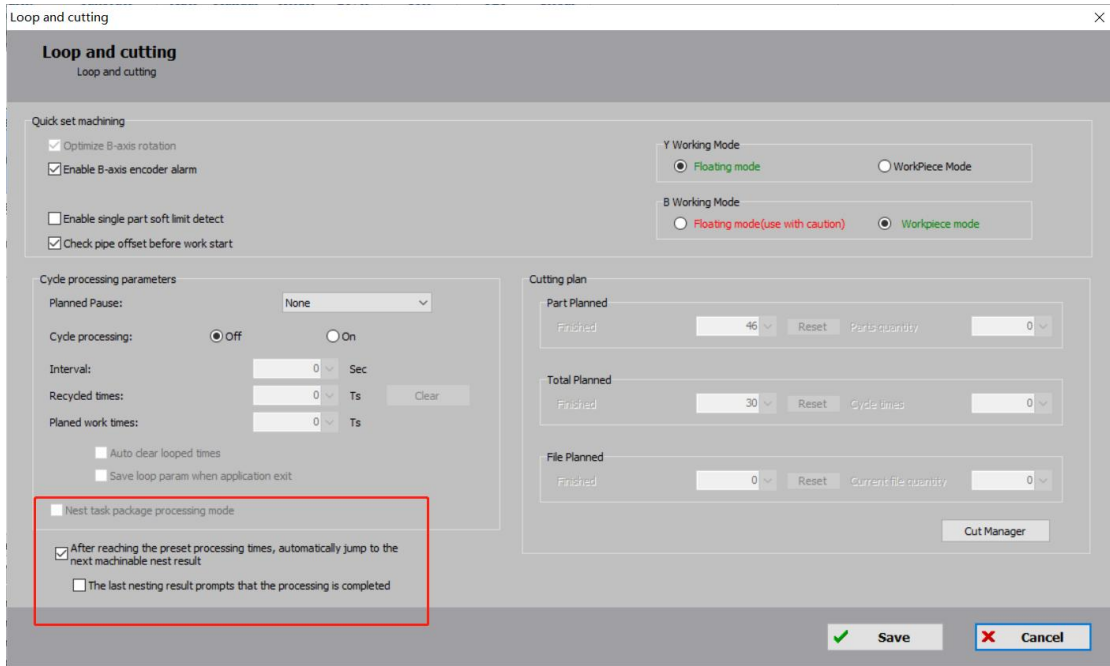 Loop and cutting
Loop and cutting
Loop and cutting
Quick set machining
Optimize B-axis rotation
Enable B-axis encoder alarm
Enable single part soft limit detect
Check pipe offset before work start
Y Working Mode
Floating mode
WorkPiece Mode
B Working Mode
Floating mode(use with caution)
Workpiece mode
Cycle processing parameters
Planned Pause:
None
Cycle processing:
Off
On
Interval:
0
Sec
Recycled times:
0
Ts
Clear
Planed work times:
0
Ts
Auto clear looped times
Save loop param when application exit
Nest task package processing mode
After reaching the preset processing times, automatically jump to the
next machinable nest result
The last nesting result prompts that the processing is completed
Cutting plan
Part Planned
Finished
46
Reset
Parts quantity
0
Total Planned
Finished
30
Reset
Cycle times
0
File Planned
Finished
0
Reset
Current file quantity
0
Cut Manager
Save
Cancel